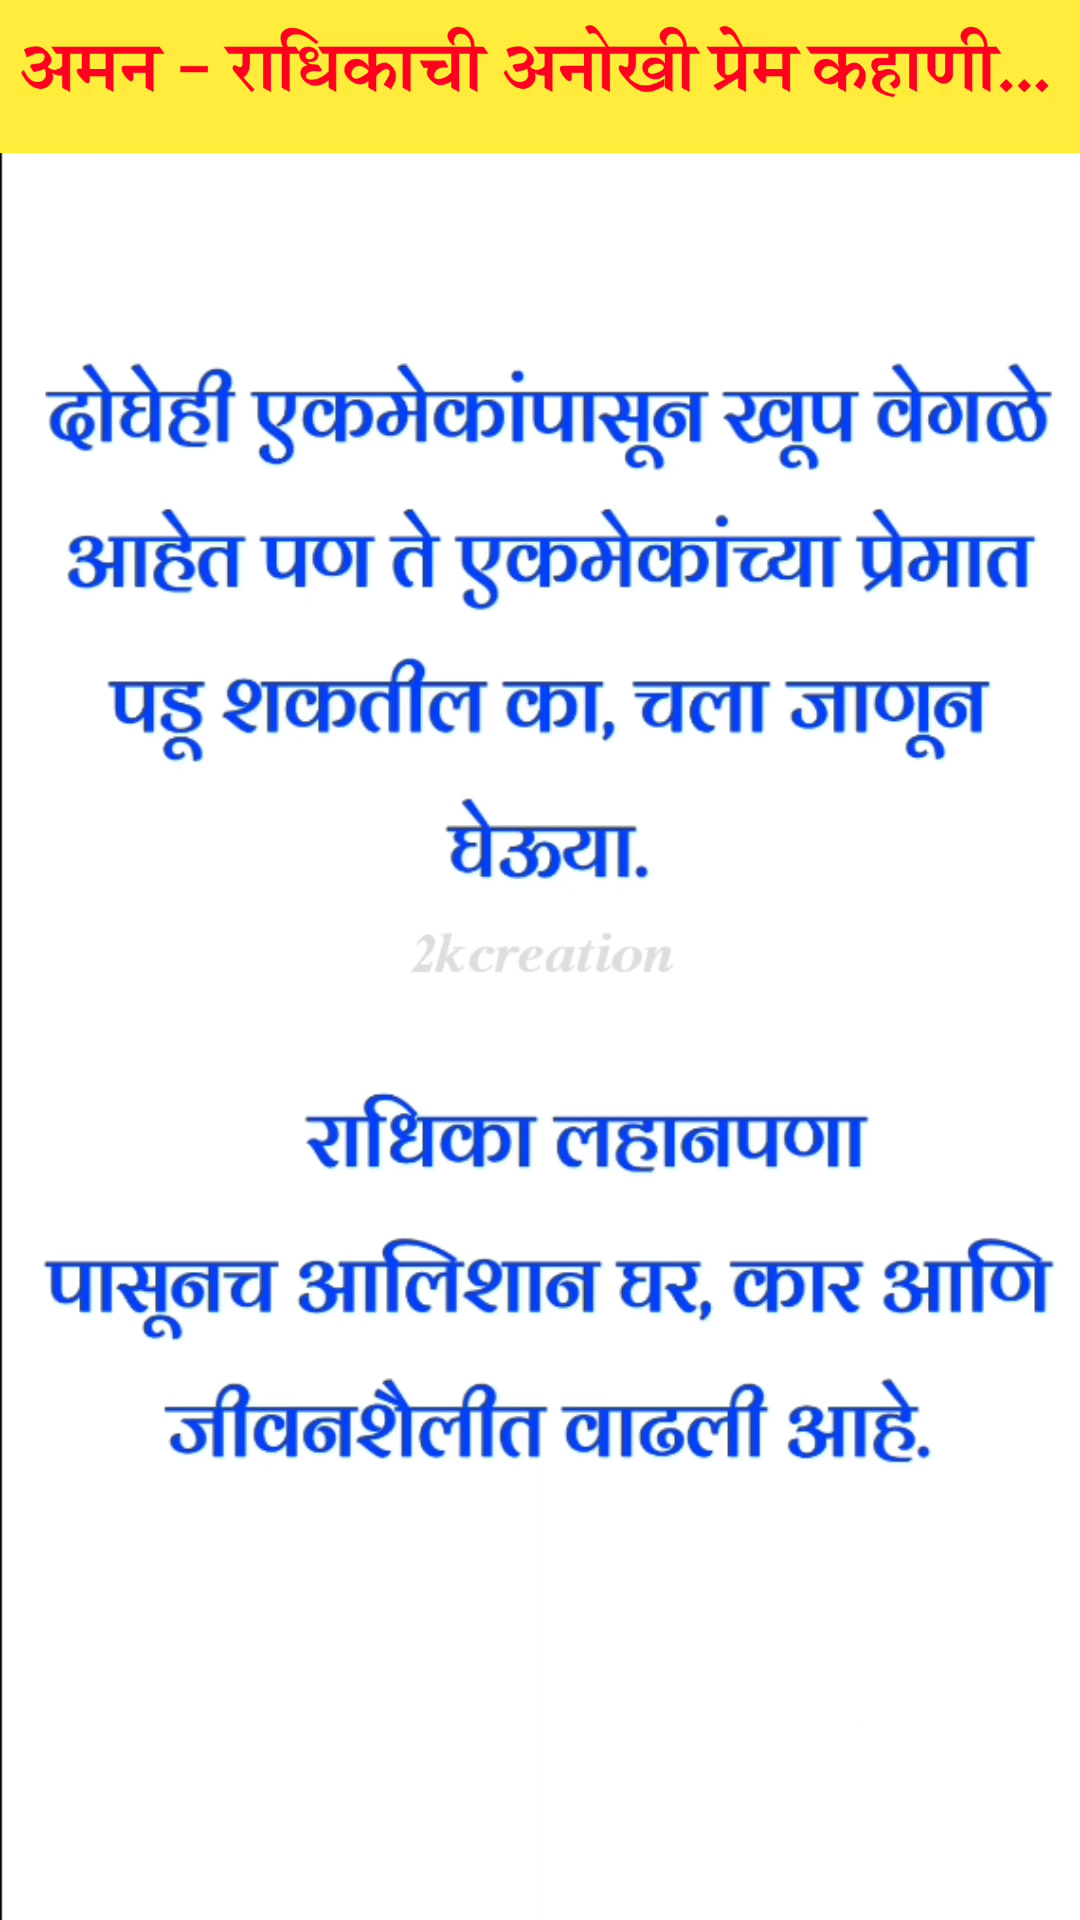 अमन - राधिकाची अनोखी प्रेम कहाणी...
दोघेही एकमेकांपासून खूप वेगळे
आहेत पण ते एकमेकांच्या प्रेमात
पडू शकतील का, चला जाणून
घेऊया.
2kcreation
राधिका लहानपणा
पासूनच आलिशान घर, कार आणि
जीवनशैलीत वाढली आहे.